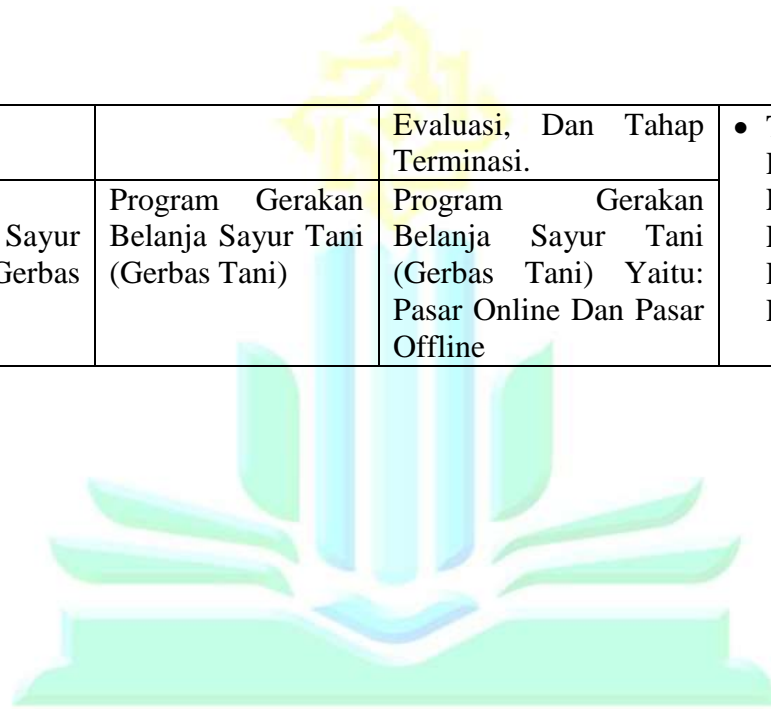 Evaluasi, Dan Tahap
Terminasi.
Sayur
Gerbas
Program Gerakan
Belanja Sayur Tani
(Gerbas Tani)
Program Gerakan
Belanja Sayur Tani
(Gerbas Tani) Yaitu:
Pasar Online Dan Pasar
Offline